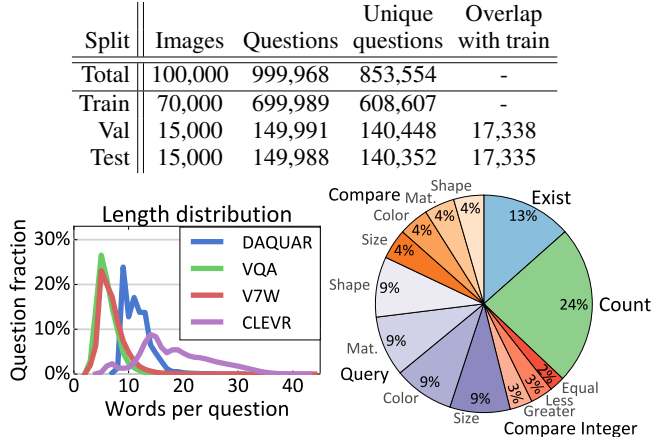 Split Images Questions Unique questions Overlap with train
Total 100,000 999,968 853,554 -
Train 70,000 699,989 608,607 -
Val 15,000 149,991 140,448 17,338
Test 15,000 149,988 140,352 17,335
Length distribution
Question fraction
30%
20%
10%
0%
0 10 20 30 40
Words per question
DAQUAR
VQA
V7W
CLEVR
Exist
13%
Count
24%
Compare Integer
Equal
2%
Less
3%
Greater
3%
Query
Size
9%
Color
9%
Mat.
9%
Shape
9%
Compare
Size
4%
Color
4%
Mat.
4%
Shape
4%